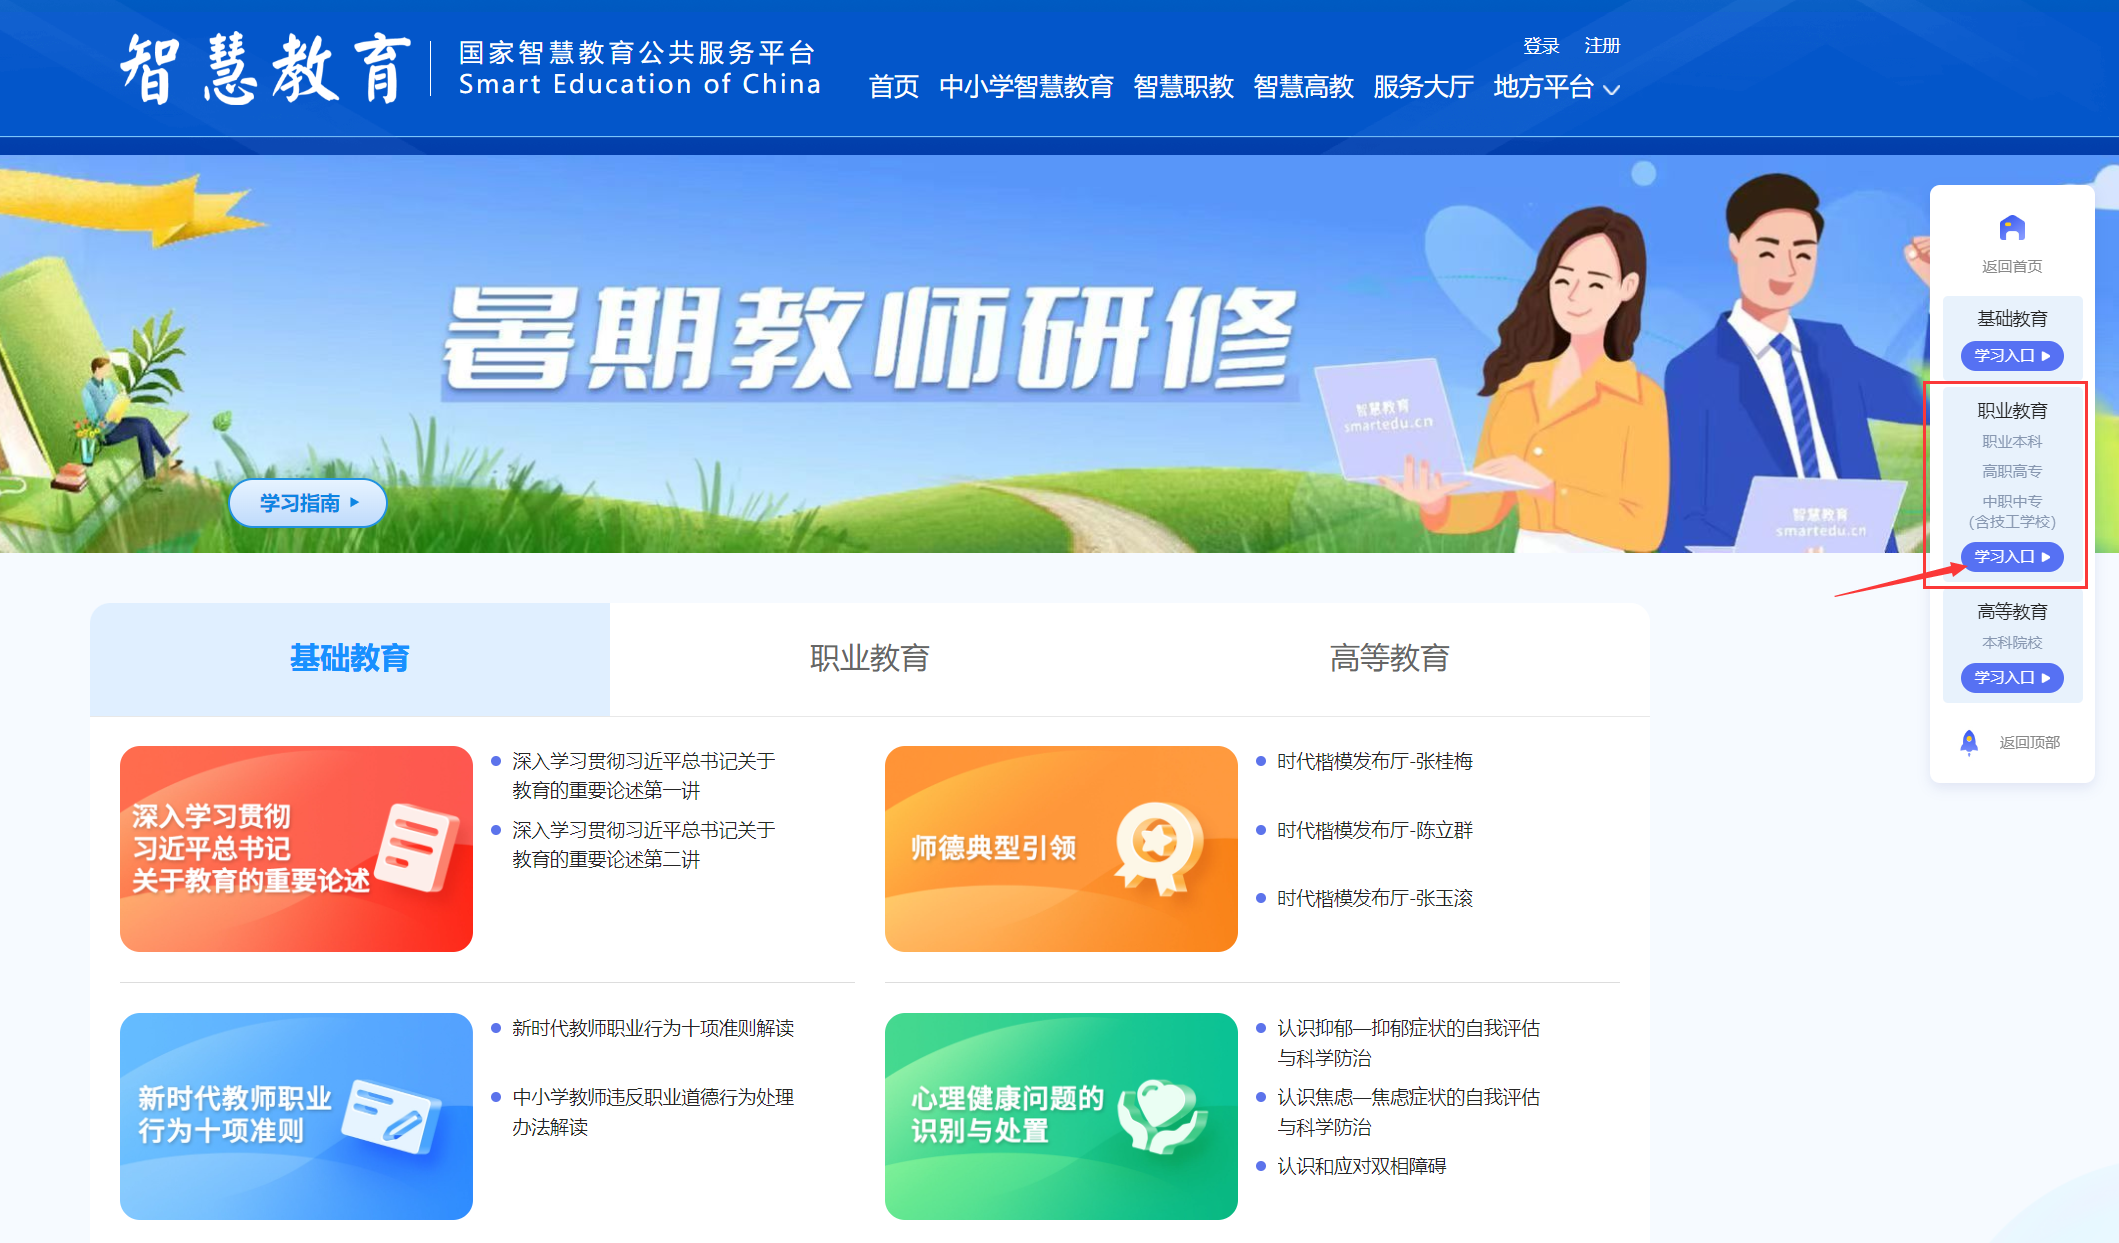 智慧教育
国家智慧教育公共服务平台
Smart Education of China
登录 注册
首页 中小学智慧教育 智慧职教 智慧高教 服务大厅 地方平台
暑期教师研修
智慧教育
smartedu.cn
智慧教育
smartedu.cn
学习指南
返回首页
基础教育
学习入口
职业教育
职业本科
高职高专
中职中专
(含技工学校)
学习入口
高等教育
本科院校
学习入口
返回顶部
基础教育 职业教育 高等教育
深入学习贯彻
习近平总书记
关于教育的重要论述
深入学习贯彻习近平总书记关于
教育的重要论述第一讲
深入学习贯彻习近平总书记关于
教育的重要论述第二讲
师德典型引领
时代楷模发布厅-张桂梅
时代楷模发布厅-陈立群
时代楷模发布厅-张玉滚
新时代教师职业
行为十项准则
新时代教师职业行为十项准则解读
中小学教师违反职业道德行为处理
办法解读
心理健康问题的
识别与处置
认识抑郁—抑郁症状的自我评估
与科学防治
认识焦虑—焦虑症状的自我评估
与科学防治
认识和应对双相障碍